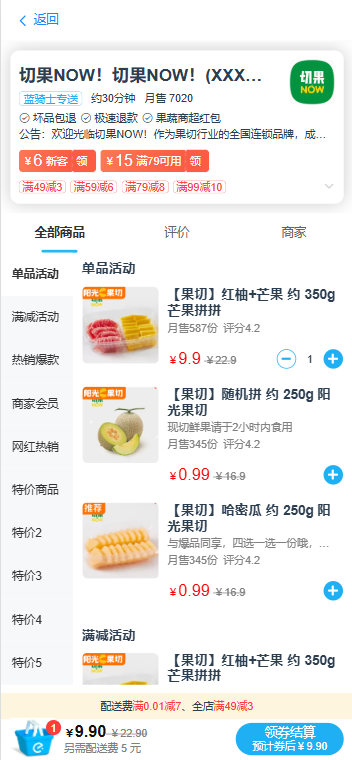 返回
切果NOW！切果NOW！(XXX…
切果
NOW
蓝骑士专送 约30分钟 月售 7020
坏品包退 极速退款 果蔬商超红包
公告：欢迎光临切果NOW！作为果切行业的全国连锁品牌，成…
¥6 新客 领 ¥15 满79可用 领
满49减3 满59减6 满79减8 满99减10
全部商品 评价 商家
单品活动
满减活动
热销爆款
商家会员
网红热销
特价商品
特价2
特价3
特价4
特价5
单品活动
阳光 果切
【果切】红柚+芒果 约 350g
芒果拼拼
月售587份 评分4.2
¥9.9 ¥22.9 1
阳光 果切
【果切】随机拼 约 250g 阳
光果切
现切鲜果请于2小时内食用
月售345份 评分4.2
¥0.99 ¥16.9
推荐
【果切】哈密瓜 约 250g 阳
光果切
与爆品同享，四选一选一份哦，…
月售345份 评分4.2
¥0.99 ¥16.9
满减活动
阳光 果切
【果切】红柚+芒果 约 350g
芒果拼拼
配送费满0.01减7、全店满49减3
1
¥9.90 ¥22.90
另需配送费 5 元
领券结算
预计券后￥9.90